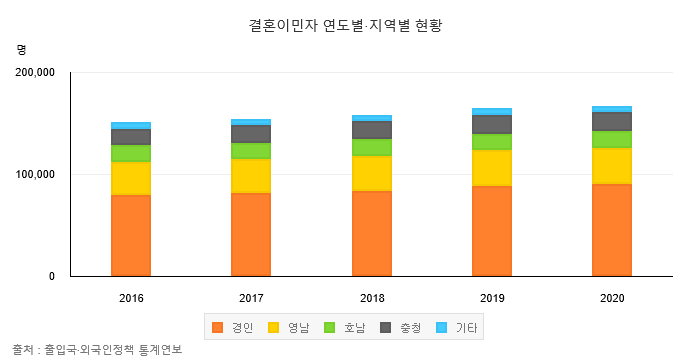 결혼이민자 연도별·지역별 현황
명
200,000
100,000
0
2016 2017 2018 2019 2020
경인 영남 호남 충청 기타
출처 : 출입국·외국인정책 통계연보